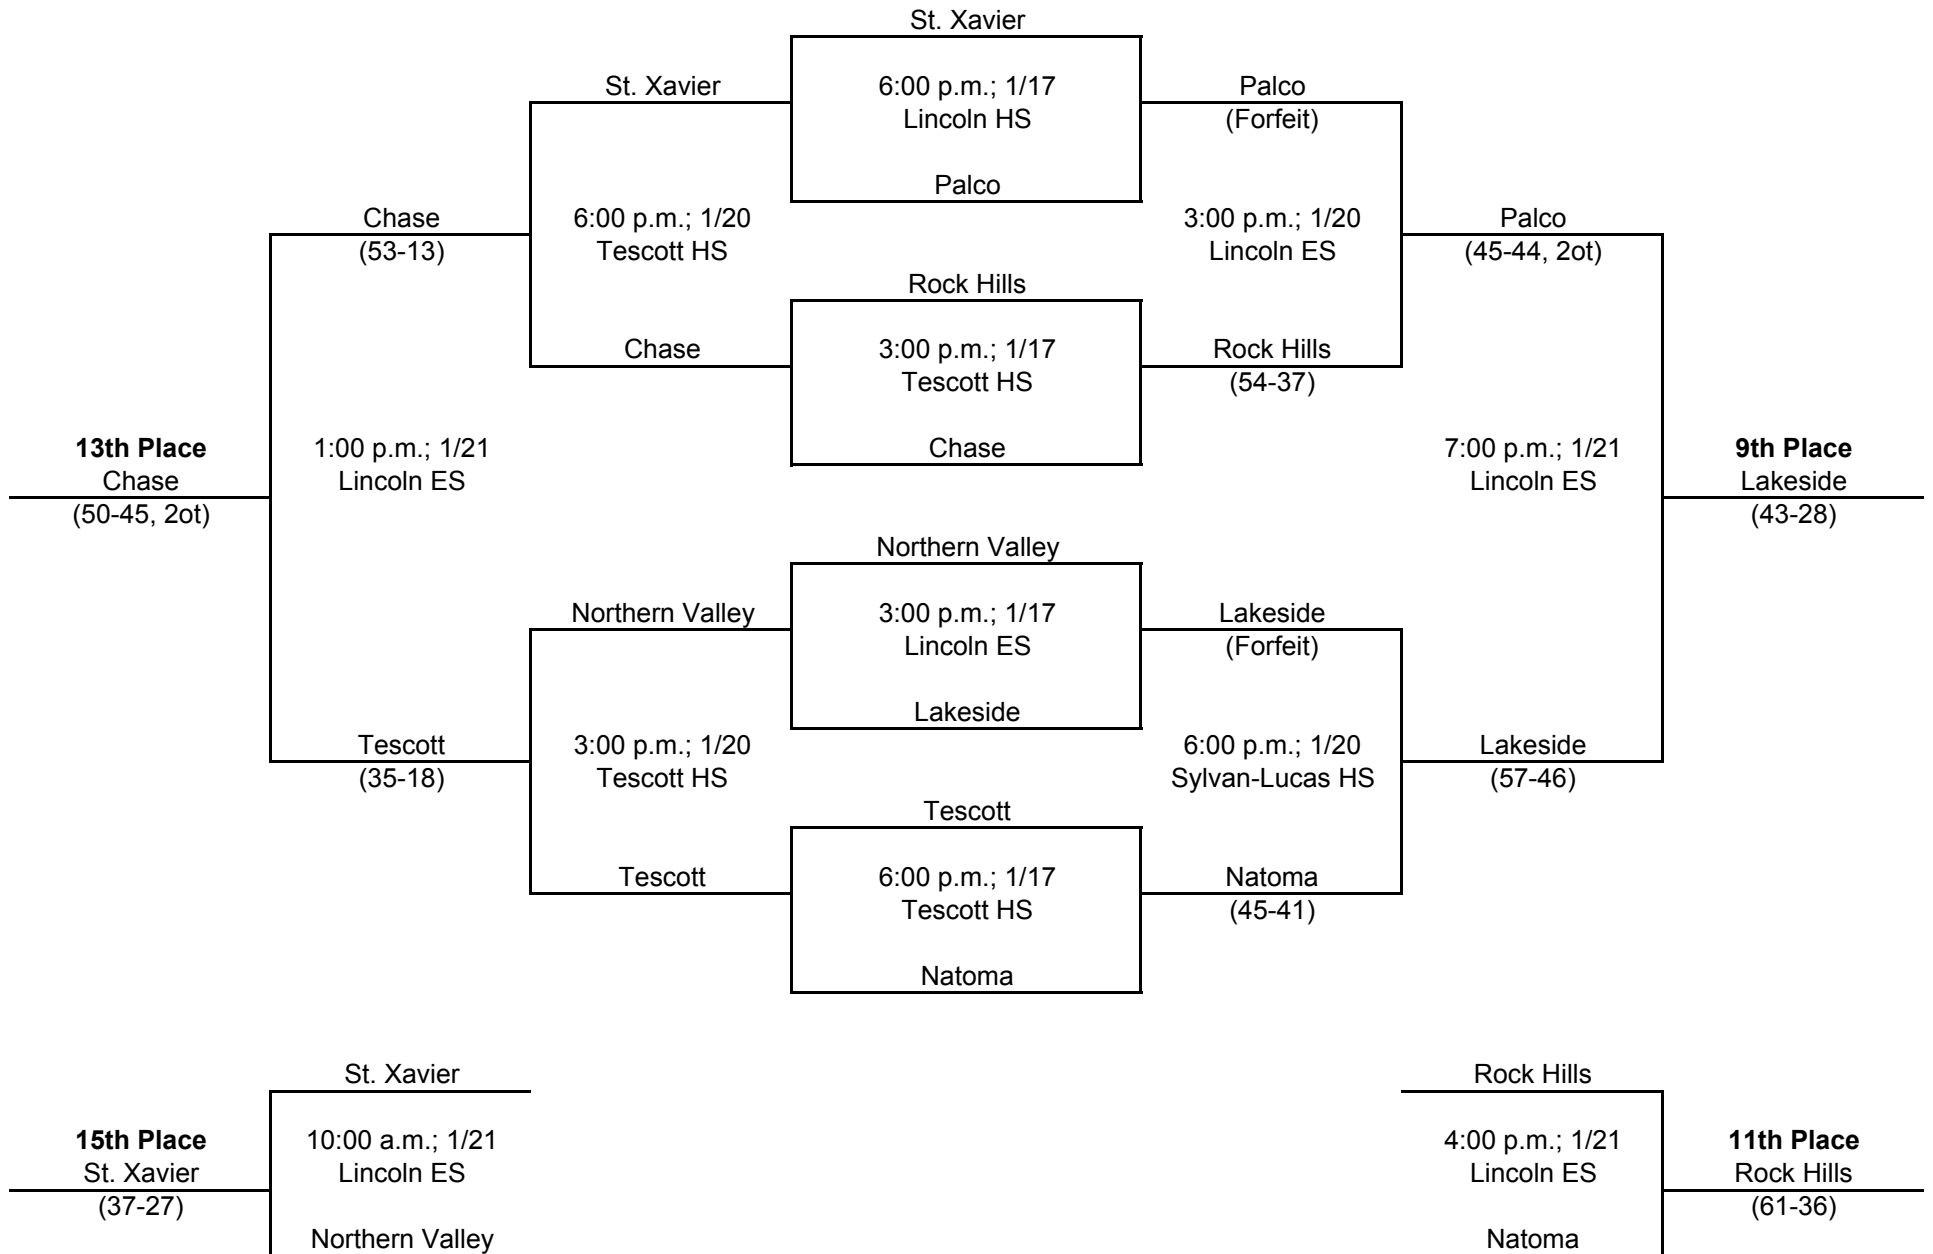 St. Xavier
St. Xavier
6:00 p.m.; 1/17
Palco
Lincoln HS
(Forfeit)
Palco
Chase
6:00 p.m.; 1/20
3:00 p.m.; 1/20
Palco
(53-13)
Tescott HS
Lincoln ES
(45-44, 2ot)
Rock Hills
Chase
3:00 p.m.; 1/17
Rock Hills
Tescott HS
(54-37)
13th Place
1:00 p.m.; 1/21
Chase
7:00 p.m.; 1/21
9th Place
Chase
Lincoln ES
Lincoln ES
Lakeside
(50-45, 2ot)
(43-28)
Northern Valley
Northern Valley
3:00 p.m.; 1/17
Lakeside
Lincoln ES
(Forfeit)
Lakeside
Tescott
3:00 p.m.; 1/20
6:00 p.m.; 1/20
Lakeside
(35-18)
Tescott HS
Sylvan-Lucas HS
(57-46)
Tescott
Tescott
6:00 p.m.; 1/17
Natoma
Tescott HS
(45-41)
Natoma
St. Xavier
Rock Hills
15th Place
10:00 a.m.; 1/21
4:00 p.m.; 1/21
11th Place
St. Xavier
Lincoln ES
Lincoln ES
Rock Hills
(37-27)
(61-36)
Northern Valley
Natoma